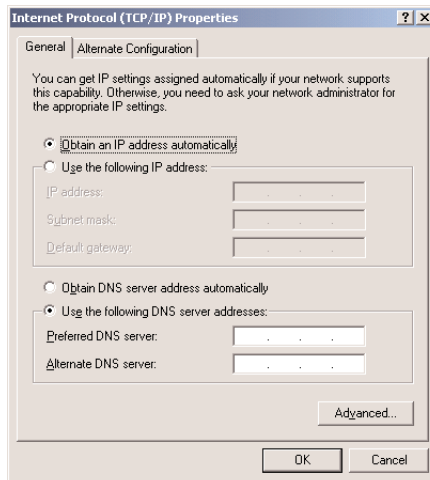 Internet Protocol (TCP/IP) Properties
General
Alternate Configuration
You can get IP settings assigned automatically if your network supports
this capability. Otherwise, you need to ask your network administrator for
the appropriate IP settings.
Obtain an IP address automatically
Use the following IP address:
IP address:
Subnet mask:
Default gateway:
Obtain DNS server address automatically
Use the following DNS server addresses:
Preferred DNS server:
Alternate DNS server:
Advanced...
OK
Cancel